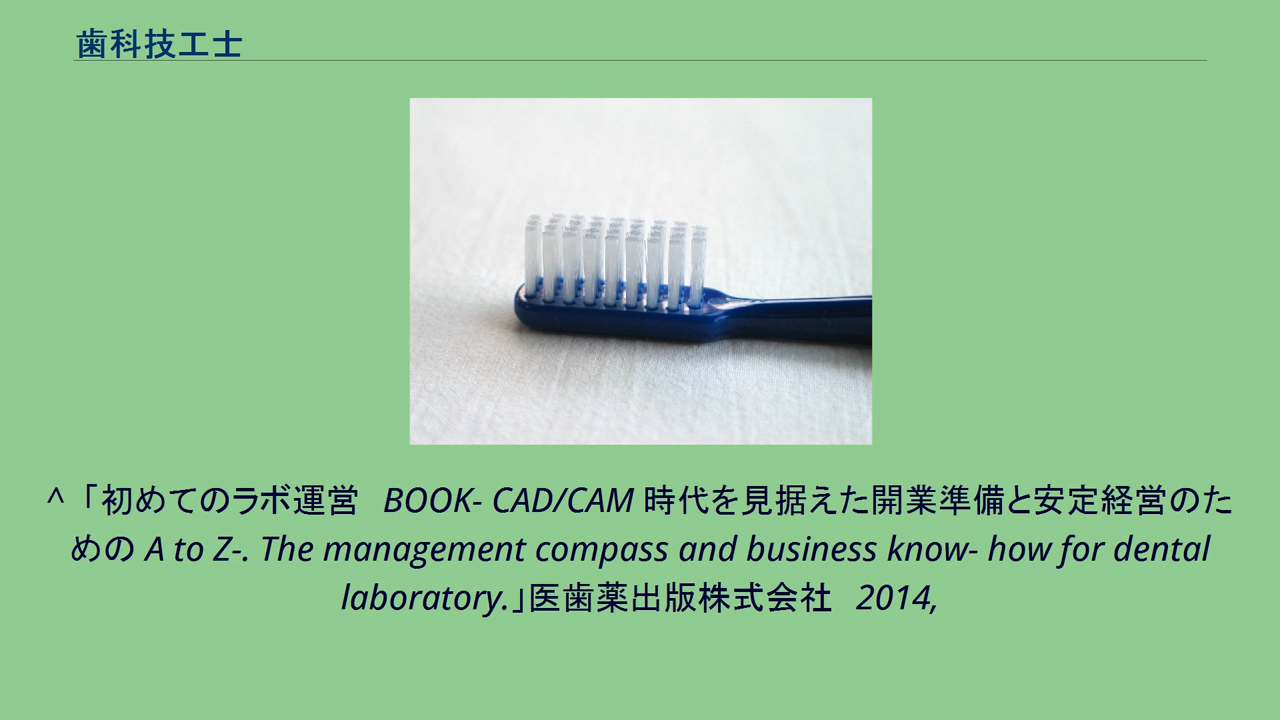 歯科技工士
^「初めてのラボ運営　BOOK- CAD/CAM 時代を見据えた開業準備と安定経営のた
めの A to Z-. The management compass and business know- how for dental
laboratory.」医歯薬出版株式会社　2014,